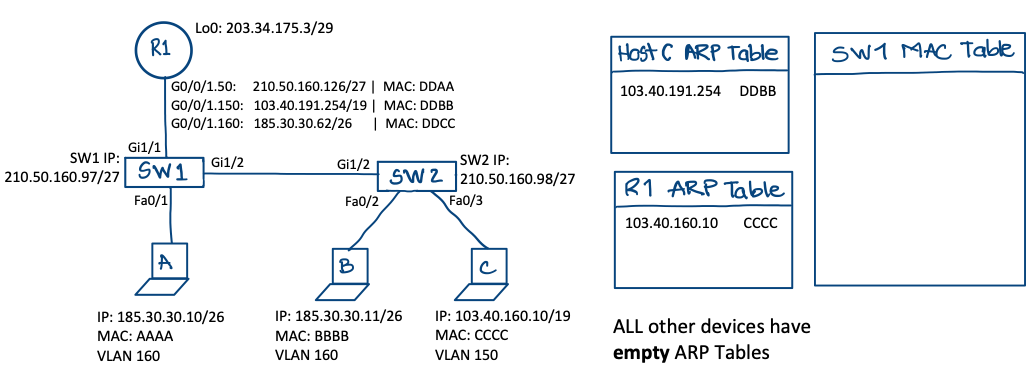 R1
Lo0: 203.34.175.3/29
G0/0/1.50: 210.50.160.126/27 | MAC: DDAA
G0/0/1.150: 103.40.191.254/19 | MAC: DDBB
G0/0/1.160: 185.30.30.62/26 | MAC: DDCC
Gi1/1
SW1 IP:
210.50.160.97/27
SW1
Gi1/2
Gi1/2
SW2
SW2 IP:
210.50.160.98/27
Fa0/1
Fa0/2
Fa0/3
A
B
C
IP: 185.30.30.10/26
MAC: AAAA
VLAN 160
IP: 185.30.30.11/26
MAC: BBBB
VLAN 160
IP: 103.40.160.10/19
MAC: CCCC
VLAN 150
Host C ARP Table
103.40.191.254 DDBB
R1 ARP Table
103.40.160.10 CCCC
SW1 MAC Table
ALL other devices have
empty ARP Tables